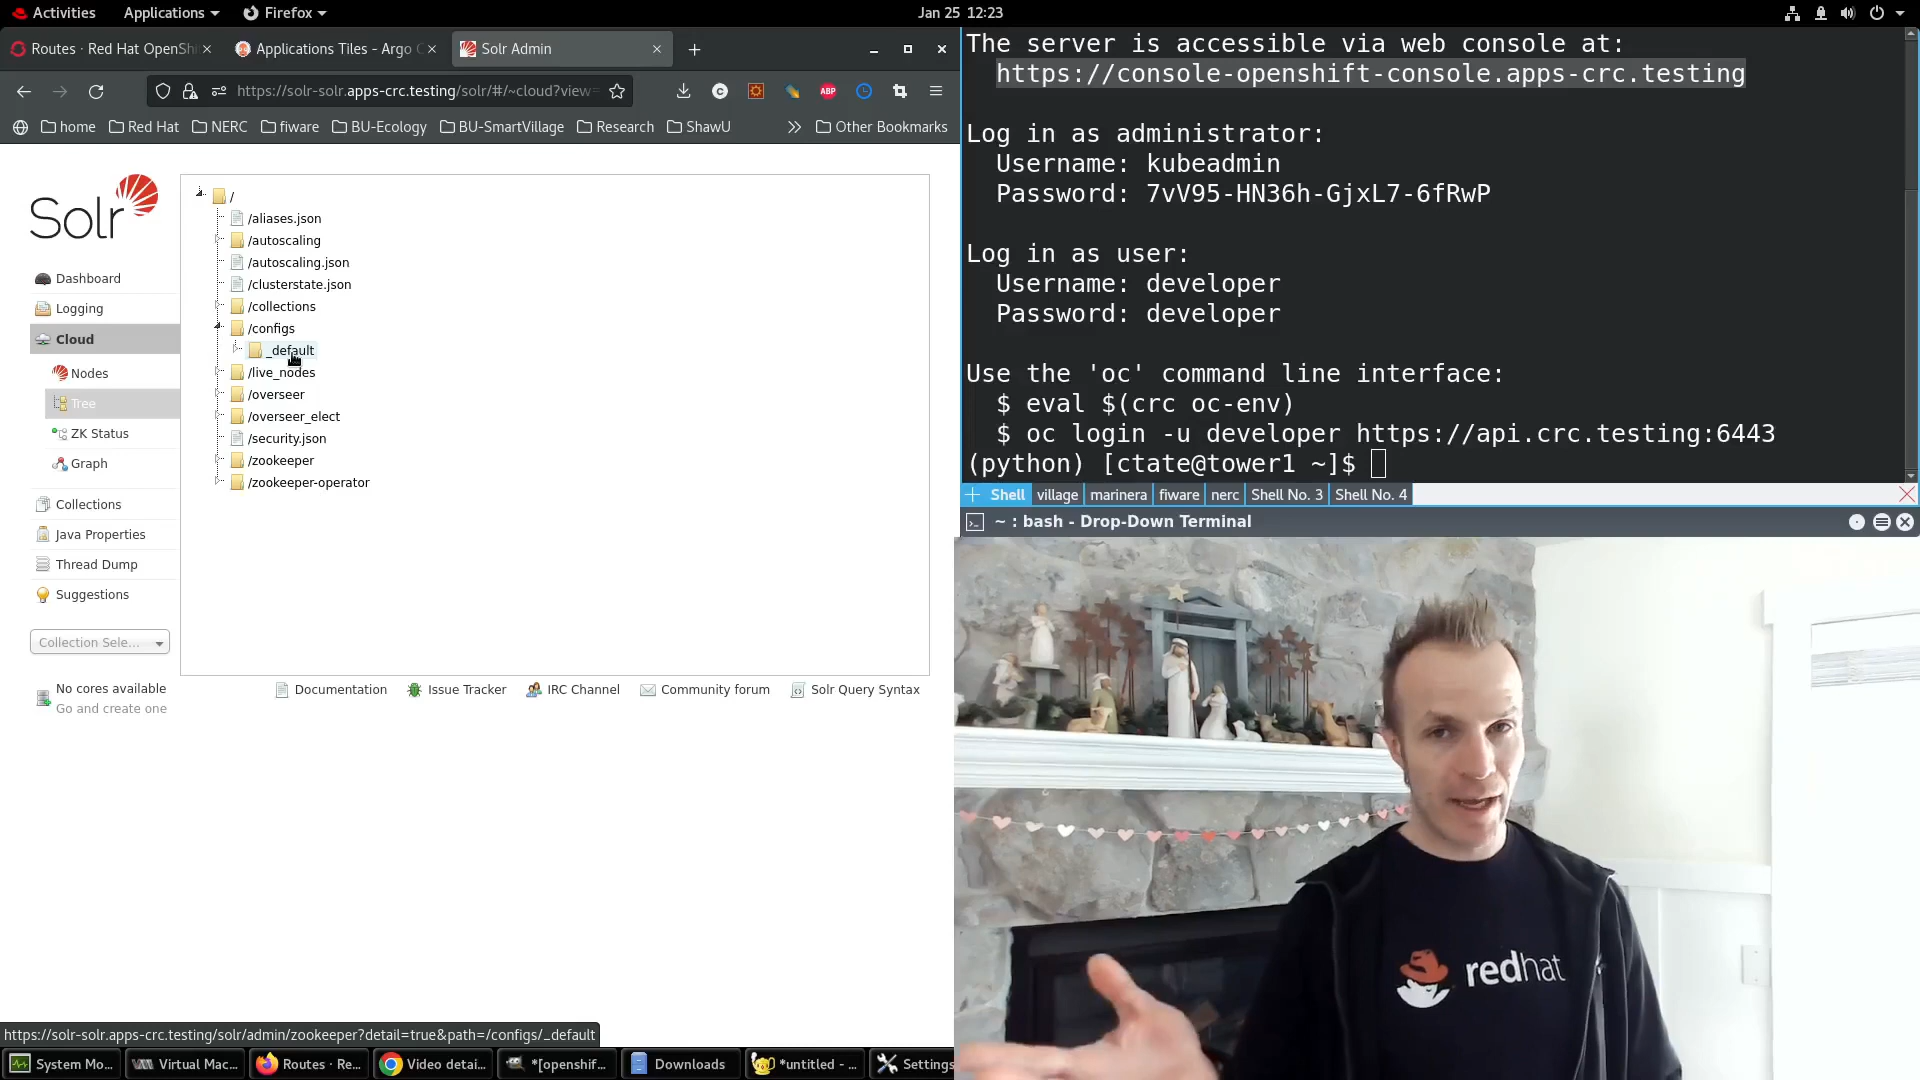 Activities
Applications
Firefox
Jan 25 12:23
Routes · Red Hat OpenShi
Applications Tiles - Argo C
Solr Admin
https://solr-solr.apps-crc.testing/solr/#/~cloud?view=
ABP
home
Red Hat
NERC
fiware
BU-Ecology
BU-SmartVillage
Research
ShawU
Other Bookmarks
Solr
Dashboard
Logging
Cloud
Nodes
Tree
ZK Status
Graph
Collections
Java Properties
Thread Dump
Suggestions
Collection Sele...
No cores available
Go and create one
/
/aliases.json
/autoscaling
/autoscaling.json
/clusterstate.json
/collections
/configs
_default
/live_nodes
/overseer
/overseer_elect
/security.json
/zookeeper
/zookeeper-operator
Documentation
Issue Tracker
IRC Channel
Community forum
Solr Query Syntax
https://solr-solr.apps-crc.testing/solr/admin/zookeeper?detail=true&path=/configs/_default
The server is accessible via web console at:
https://console-openshift-console.apps-crc.testing
Log in as administrator:
Username: kubeadmin
Password: 7vV95-HN36h-GjxL7-6fRwP
Log in as user:
Username: developer
Password: developer
Use the 'oc' command line interface:
$ eval $(crc oc-env)
$ oc login -u developer https://api.crc.testing:6443
(python) [ctate@tower1 ~]$
Shell
village
marinera
fiware
nerc
Shell No. 3
Shell No. 4
~ : bash - Drop-Down Terminal
redhat
System Mo...
Virtual Mac...
Routes - Re...
Video detai...
*[openshif...
Downloads
*untitled - ...
Settings